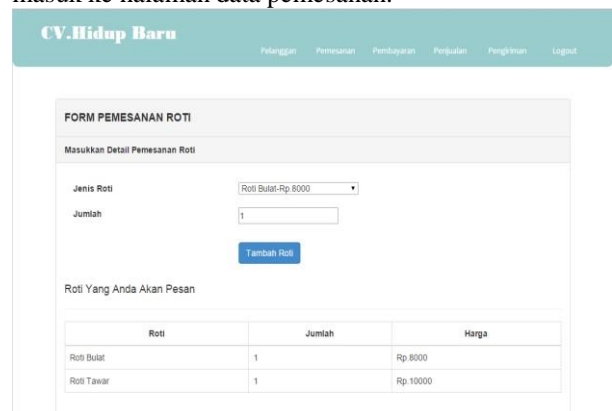 masuk ke halaman data pemesanan.
CV.Hidup Baru
Pelanggan Pemesanan Pembayaran Penjualan Pengiriman Logout
FORM PEMESANAN ROTI
Masukkan Detail Pemesanan Roti
Jenis Roti Roti Bulat-Rp.8000
Jumlah 1
Tambah Roti
Roti Yang Anda Akan Pesan
Roti Jumlah Harga
Roti Bulat 1 Rp.8000
Roti Tawar 1 Rp.10000